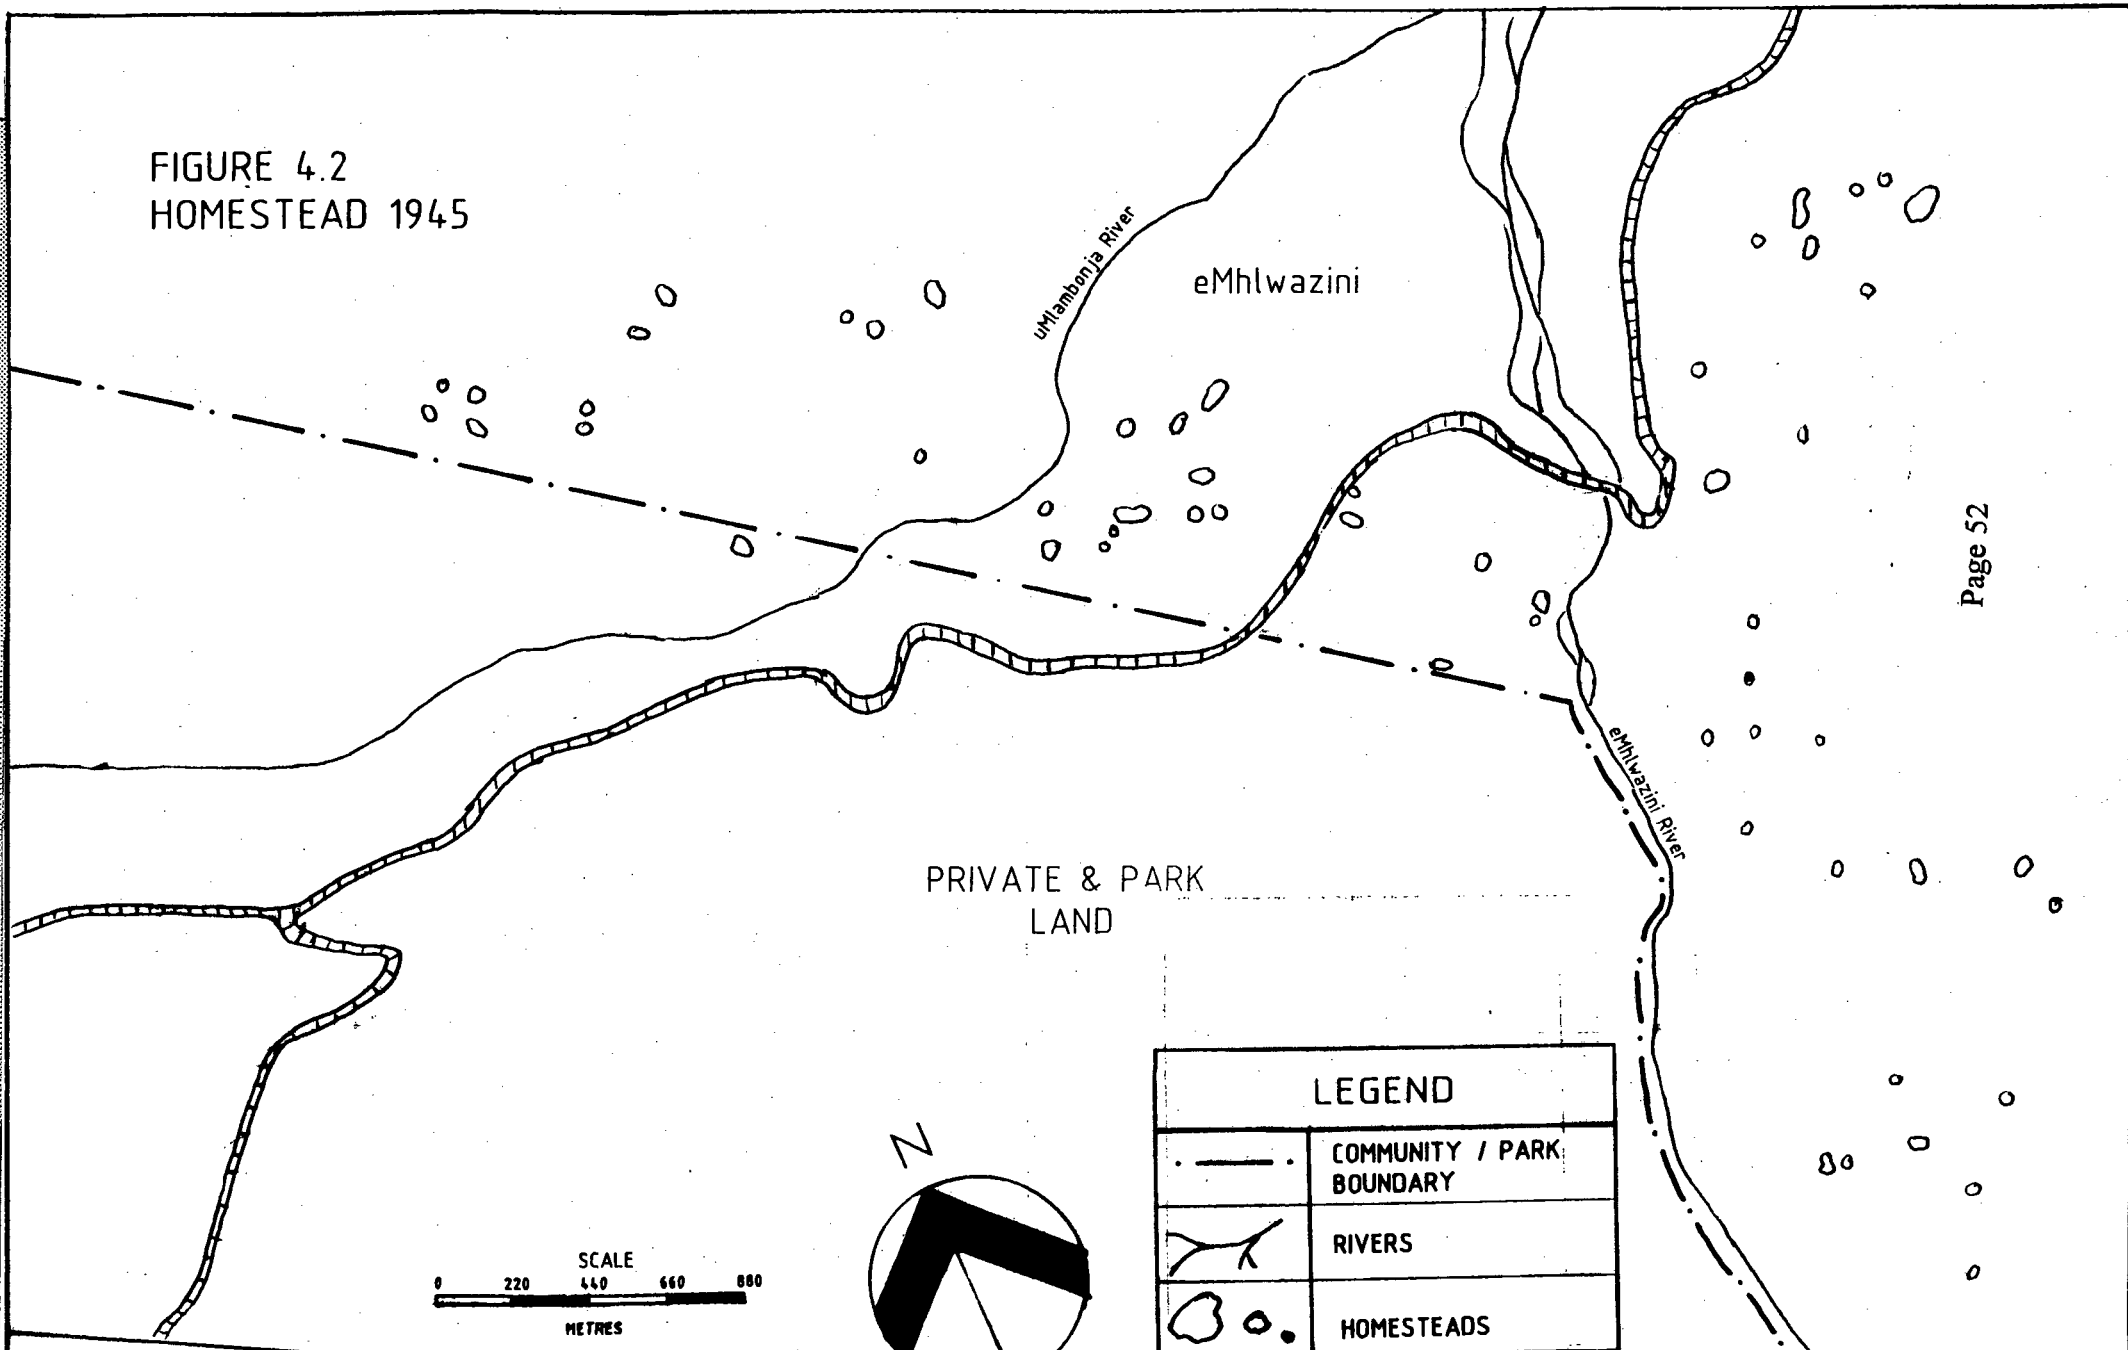 FIGURE 4.2
HOMESTEAD 1945
uMlambonja River
eMhlwazini
Page 52
eMhlwazini River
PRIVATE & PARK
LAND
N
SCALE
0 220 440 660 880
METRES
LEGEND
COMMUNITY / PARK
BOUNDARY
RIVERS
HOMESTEADS